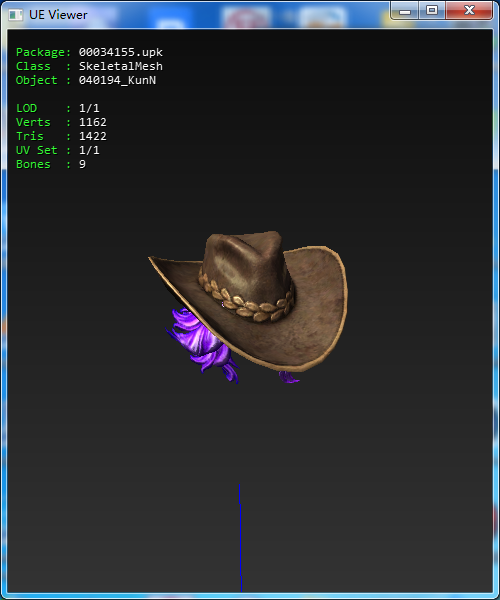 UE Viewer
Package: 00034155.upk
Class : SkeletalMesh
Object : 040194_KunN
LOD : 1/1
Verts : 1162
Tris : 1422
UV Set : 1/1
Bones : 9